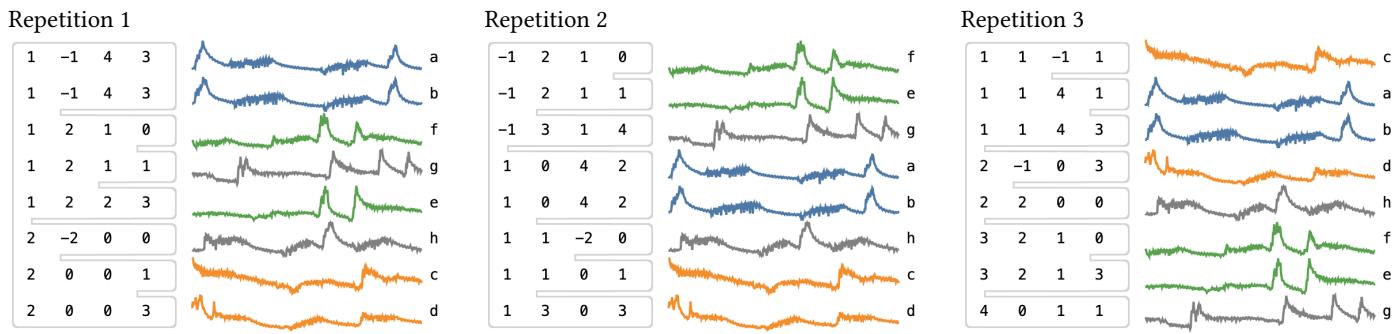 Repetition 1
1 −1 4 3 a
1 −1 4 3 b
1 2 1 0 f
1 2 1 1 g
1 2 2 3 e
2 −2 0 0 h
2 0 0 1 c
2 0 0 3 d
Repetition 2
−1 2 1 0 f
−1 2 1 1 e
−1 3 1 4 g
1 0 4 2 a
1 0 4 2 b
1 1 −2 0 h
1 1 0 1 c
1 3 0 3 d
Repetition 3
1 1 −1 1 c
1 1 4 1 a
1 1 4 3 b
2 −1 0 3 d
2 2 0 0 h
3 2 1 0 f
3 2 1 3 e
4 0 1 1 g